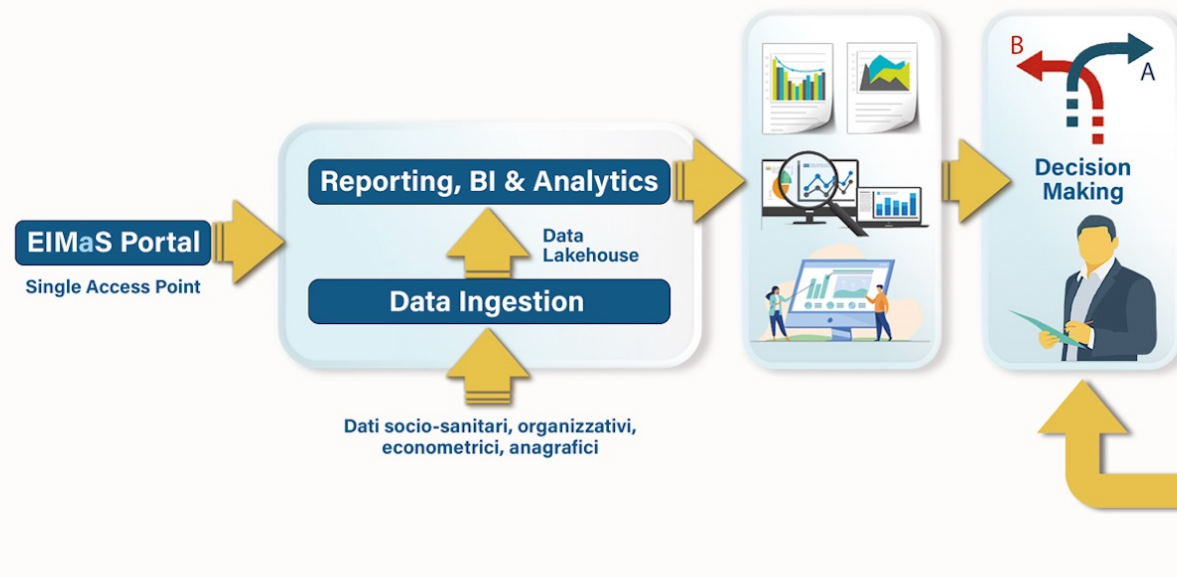 EIMaS Portal
Single Access Point
Reporting, BI & Analytics
Data
Lakehouse
Data Ingestion
Dati socio-sanitari, organizzativi,
econometrici, anagrafici
B
A
Decision
Making